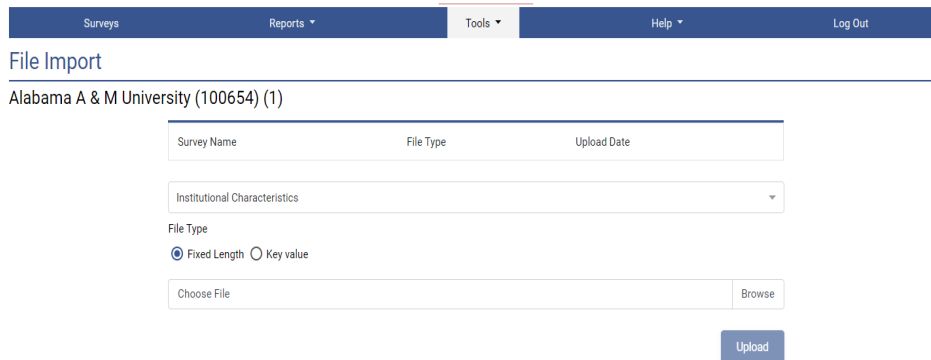 Surveys Reports Tools Help Log Out
File Import
Alabama A & M University (100654) (1)
Survey Name File Type Upload Date
Institutional Characteristics
File Type
Fixed Length Key value
Choose File Browse
Upload